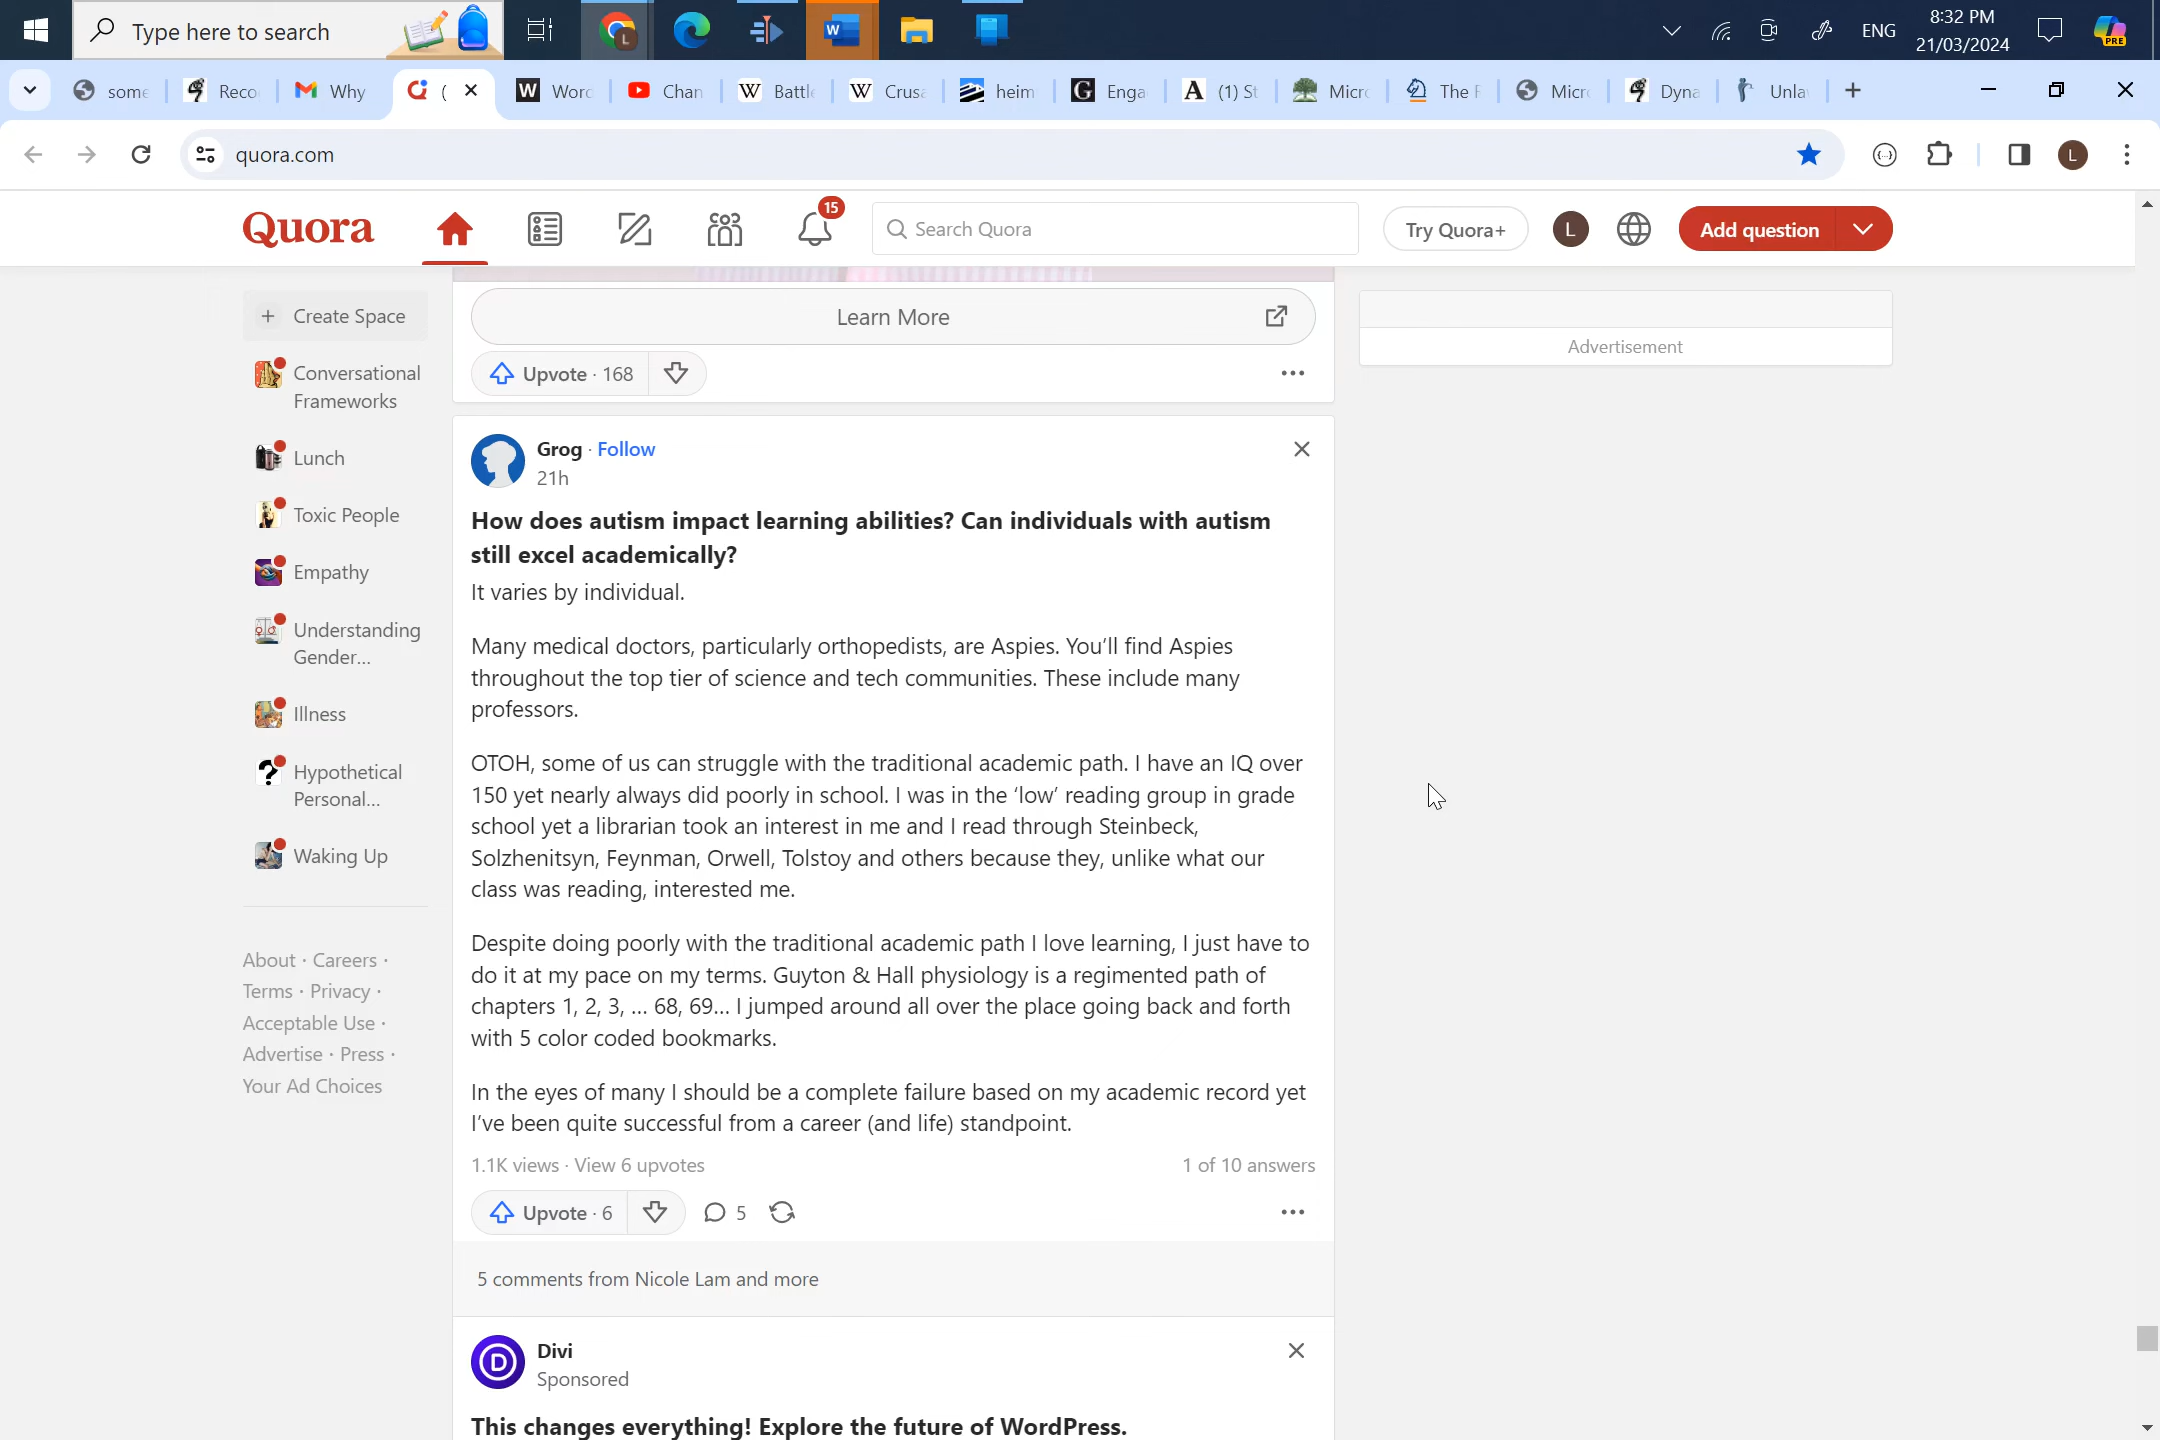 Type here to search
ENG
8:32 PM
21/03/2024
PRE
some
Reco
Why
(
Word
Chan
Battle
Crusa
heim
Enga
(1) St
Micro
The F
Micro
Dyna
Unla
quora.com
L
Quora
15
Search Quora
Try Quora+
L
Add question
Create Space
Conversational
Frameworks
Lunch
Toxic People
Empathy
Understanding
Gender...
Illness
Hypothetical
Personal...
Waking Up
About · Careers ·
Terms · Privacy ·
Acceptable Use ·
Advertise · Press ·
Your Ad Choices
Learn More
Upvote · 168
Grog · Follow
21h
How does autism impact learning abilities? Can individuals with autism
still excel academically?
It varies by individual.
Many medical doctors, particularly orthopedists, are Aspies. You'll find Aspies
throughout the top tier of science and tech communities. These include many
professors.
OTOH, some of us can struggle with the traditional academic path. I have an IQ over
150 yet nearly always did poorly in school. I was in the 'low' reading group in grade
school yet a librarian took an interest in me and I read through Steinbeck,
Solzhenitsyn, Feynman, Orwell, Tolstoy and others because they, unlike what our
class was reading, interested me.
Despite doing poorly with the traditional academic path I love learning, I just have to
do it at my pace on my terms. Guyton & Hall physiology is a regimented path of
chapters 1, 2, 3, ... 68, 69... I jumped around all over the place going back and forth
with 5 color coded bookmarks.
In the eyes of many I should be a complete failure based on my academic record yet
I've been quite successful from a career (and life) standpoint.
1.1K views · View 6 upvotes
1 of 10 answers
Upvote · 6
5
5 comments from Nicole Lam and more
Divi
Sponsored
This changes everything! Explore the future of WordPress.
Advertisement